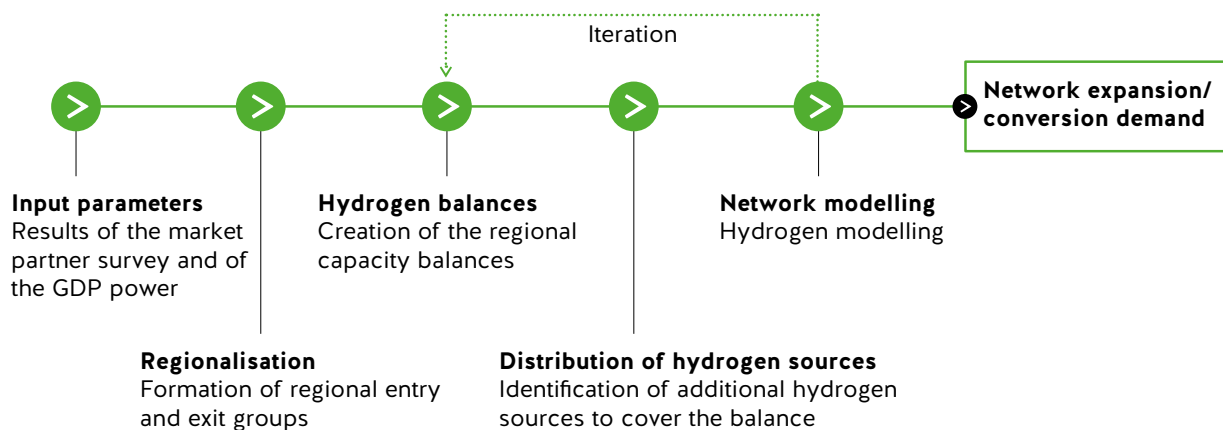 Iteration
Network expansion/
conversion demand
Input parameters
Results of the market
partner survey and of
the GDP power
Hydrogen balances
Creation of the regional
capacity balances
Network modelling
Hydrogen modelling
Regionalisation
Formation of regional entry
and exit groups
Distribution of hydrogen sources
Identification of additional hydrogen
sources to cover the balance